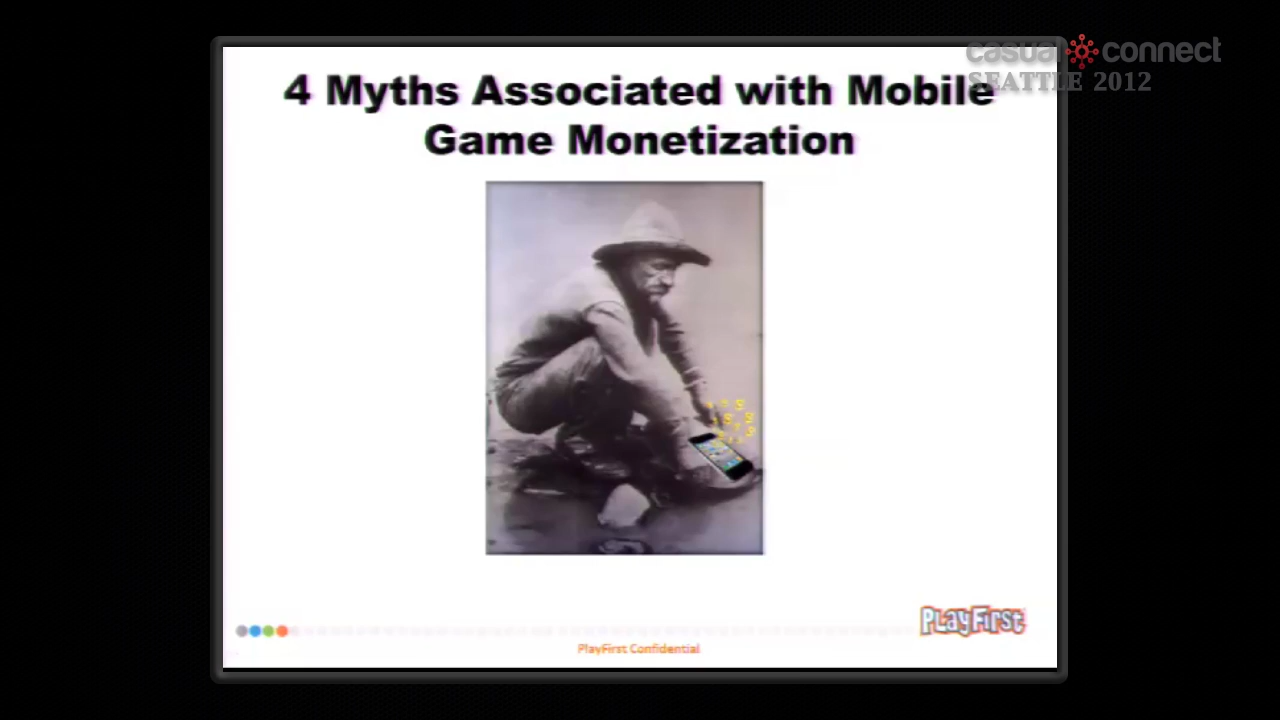 casual connect
SEATTLE 2012
4 Myths Associated with Mobile
Game Monetization
PlayFirst
PlayFirst Confidential